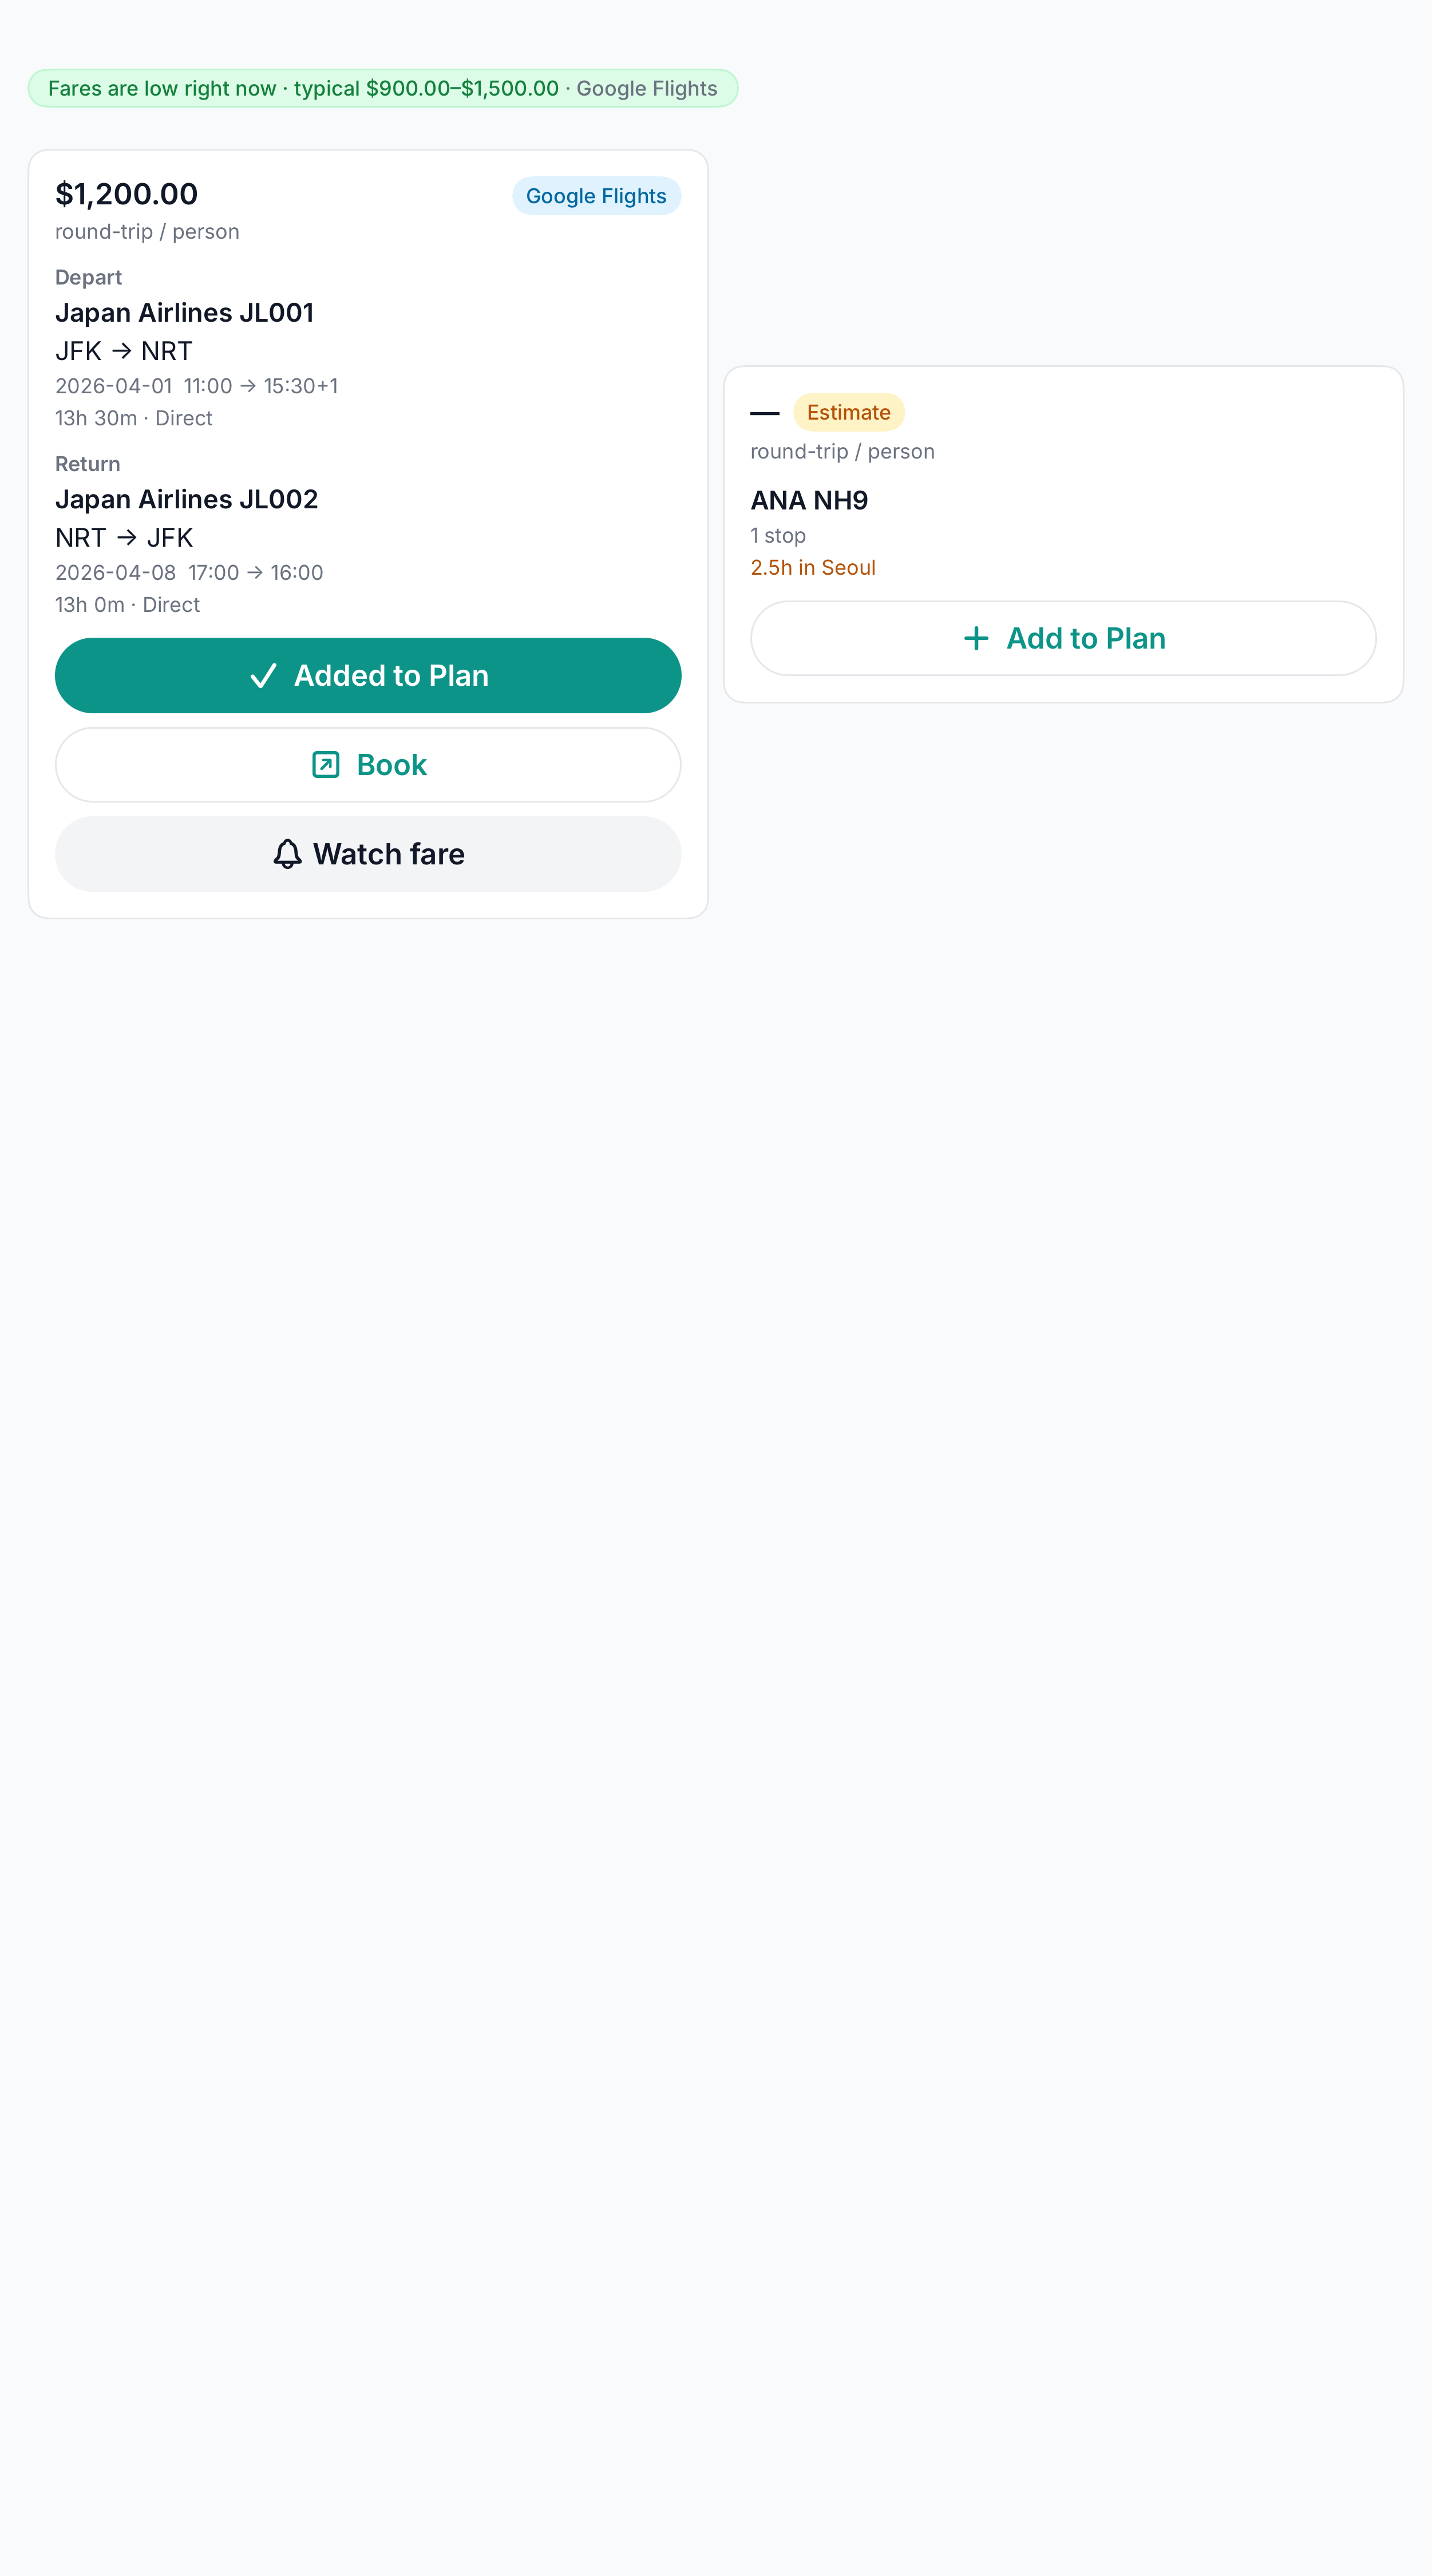 Fares are low right now · typical $900.00–$1,500.00 · Google Flights
$1,200.00
Google Flights
round-trip / person
Depart
Japan Airlines JL001
JFK → NRT
2026-04-01 11:00 → 15:30+1
13h 30m · Direct
Return
Japan Airlines JL002
NRT → JFK
2026-04-08 17:00 → 16:00
13h 0m · Direct
Added to Plan
Book
Watch fare
— Estimate
round-trip / person
ANA NH9
1 stop
2.5h in Seoul
Add to Plan